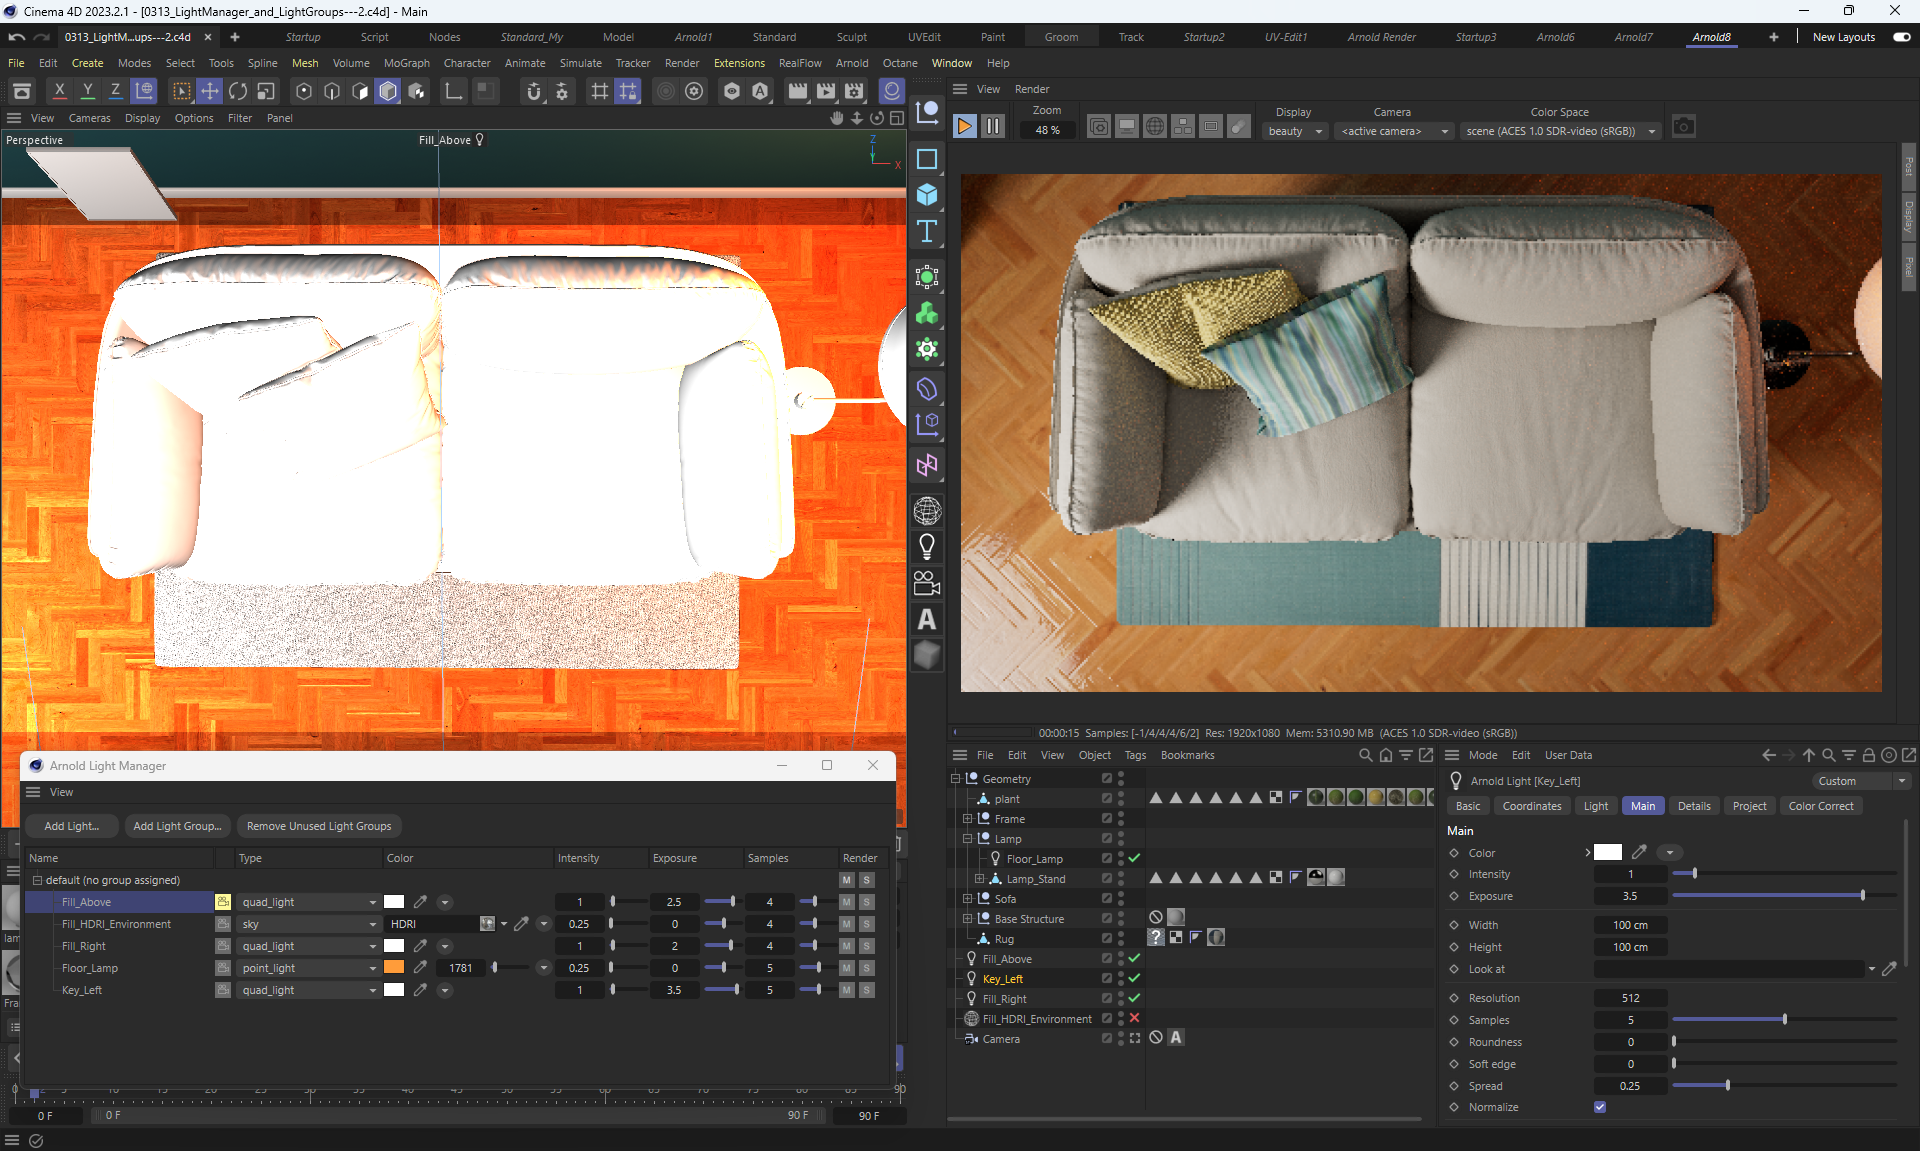 Cinema 4D 2023.2.1 - [0313_LightManager_and_LightGroups---2.c4d] - Main
0313_LightM...ups---2.c4d × + Startup Script Nodes Standard_My Model Arnold1 Standard Sculpt UVEdit Paint Groom Track Startup2 UV-Edit1 Arnold Render Startup3 Arnold6 Arnold7 Arnold8 + New Layouts
File Edit Create Modes Select Tools Spline Mesh Volume MoGraph Character Animate Simulate Tracker Render Extensions RealFlow Arnold Octane Window Help
X Y Z
View Cameras Display Options Filter Panel
Perspective
Fill_Above
Z
X
View Render
Zoom Display Camera Color Space
48 % beauty <active camera> scene (ACES 1.0 SDR-video (sRGB))
Post
Display
Pixel
00:00:15 Samples: [-1/4/4/4/6/2] Res: 1920x1080 Mem: 5310.90 MB (ACES 1.0 SDR-video (sRGB))
Arnold Light Manager
View
Add Light... Add Light Group... Remove Unused Light Groups
Name Type Color Intensity Exposure Samples Render
default (no group assigned) M S
Fill_Above quad_light 1 2.5 4 M S
Fill_HDRI_Environment sky HDRI 0.25 0 4 M S
Fill_Right quad_light 1 2 4 M S
Floor_Lamp point_light 1781 0.25 0 5 M S
Key_Left quad_light 1 3.5 5 M S
lam
Fra
90
0 F 0 F 90 F 90 F
File Edit View Object Tags Bookmarks
Geometry
plant
Frame
Lamp
Floor_Lamp
Lamp_Stand
Sofa
Base Structure
Rug
Fill_Above
Key_Left
Fill_Right
Fill_HDRI_Environment
Camera
Mode Edit User Data
Arnold Light [Key_Left] Custom
Basic Coordinates Light Main Details Project Color Correct
Main
Color
Intensity 1
Exposure 3.5
Width 100 cm
Height 100 cm
Look at
Resolution 512
Samples 5
Roundness 0
Soft edge 0
Spread 0.25
Normalize